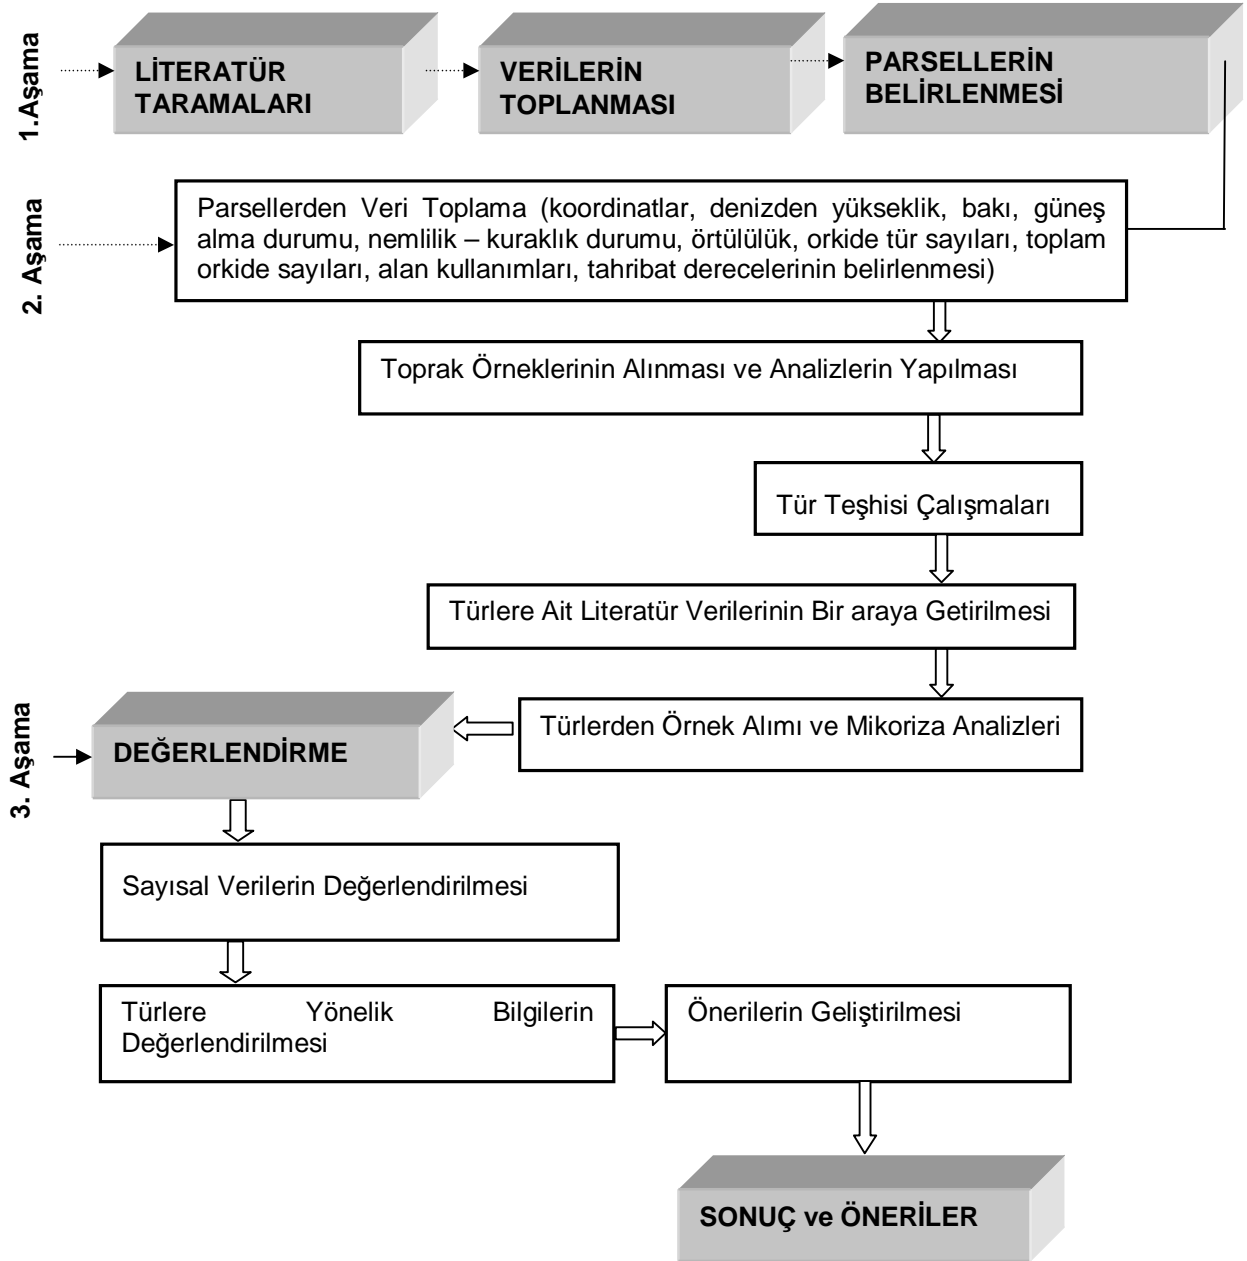 1.Aşama
LİTERATÜR
TARAMALARI
VERİLERİN
TOPLANMASI
PARSELLERİN
BELİRLENMESİ
2. Aşama
Parsellerden Veri Toplama (koordinatlar, denizden yükseklik, bakı, güneş
alma durumu, nemlilik – kuraklık durumu, örtülülük, orkide tür sayıları, toplam
orkide sayıları, alan kullanımları, tahribat derecelerinin belirlenmesi)
Toprak Örneklerinin Alınması ve Analizlerin Yapılması
Tür Teşhisi Çalışmaları
Türlere Ait Literatür Verilerinin Bir araya Getirilmesi
Türlerden Örnek Alımı ve Mikoriza Analizleri
3. Aşama
DEĞERLENDİRME
Sayısal Verilerin Değerlendirilmesi
Türlere Yönelik Bilgilerin
Değerlendirilmesi
Önerilerin Geliştirilmesi
SONUÇ ve ÖNERİLER